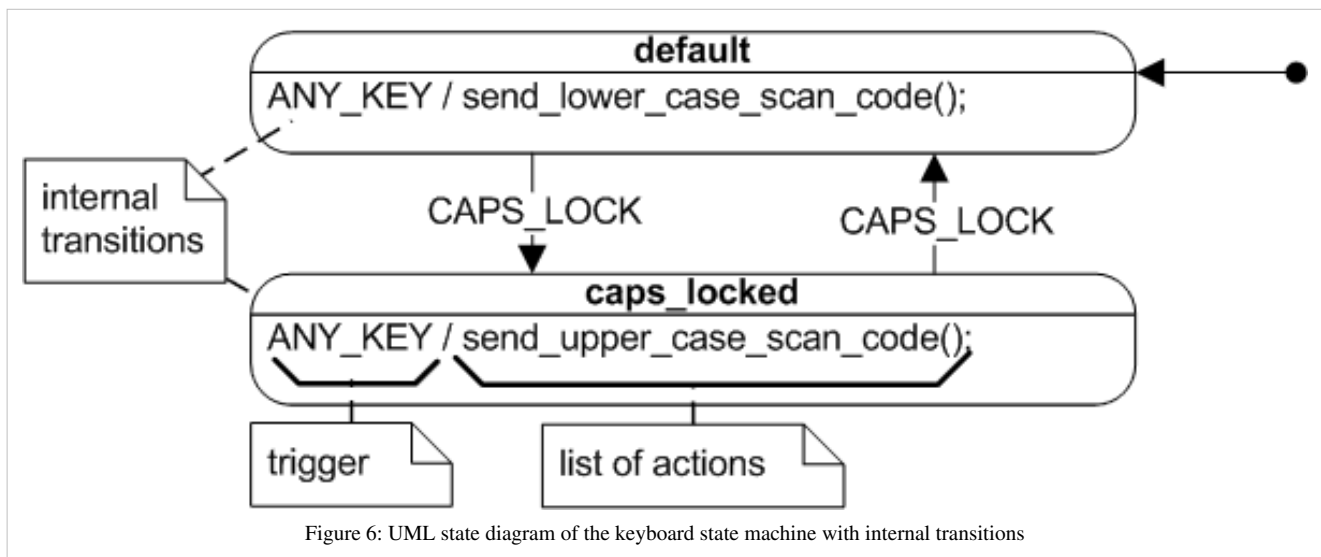 default
ANY_KEY / send_lower_case_scan_code();
internal
transitions
CAPS_LOCK
CAPS_LOCK
caps_locked
ANY_KEY / send_upper_case_scan_code();
trigger
list of actions
Figure 6: UML state diagram of the keyboard state machine with internal transitions